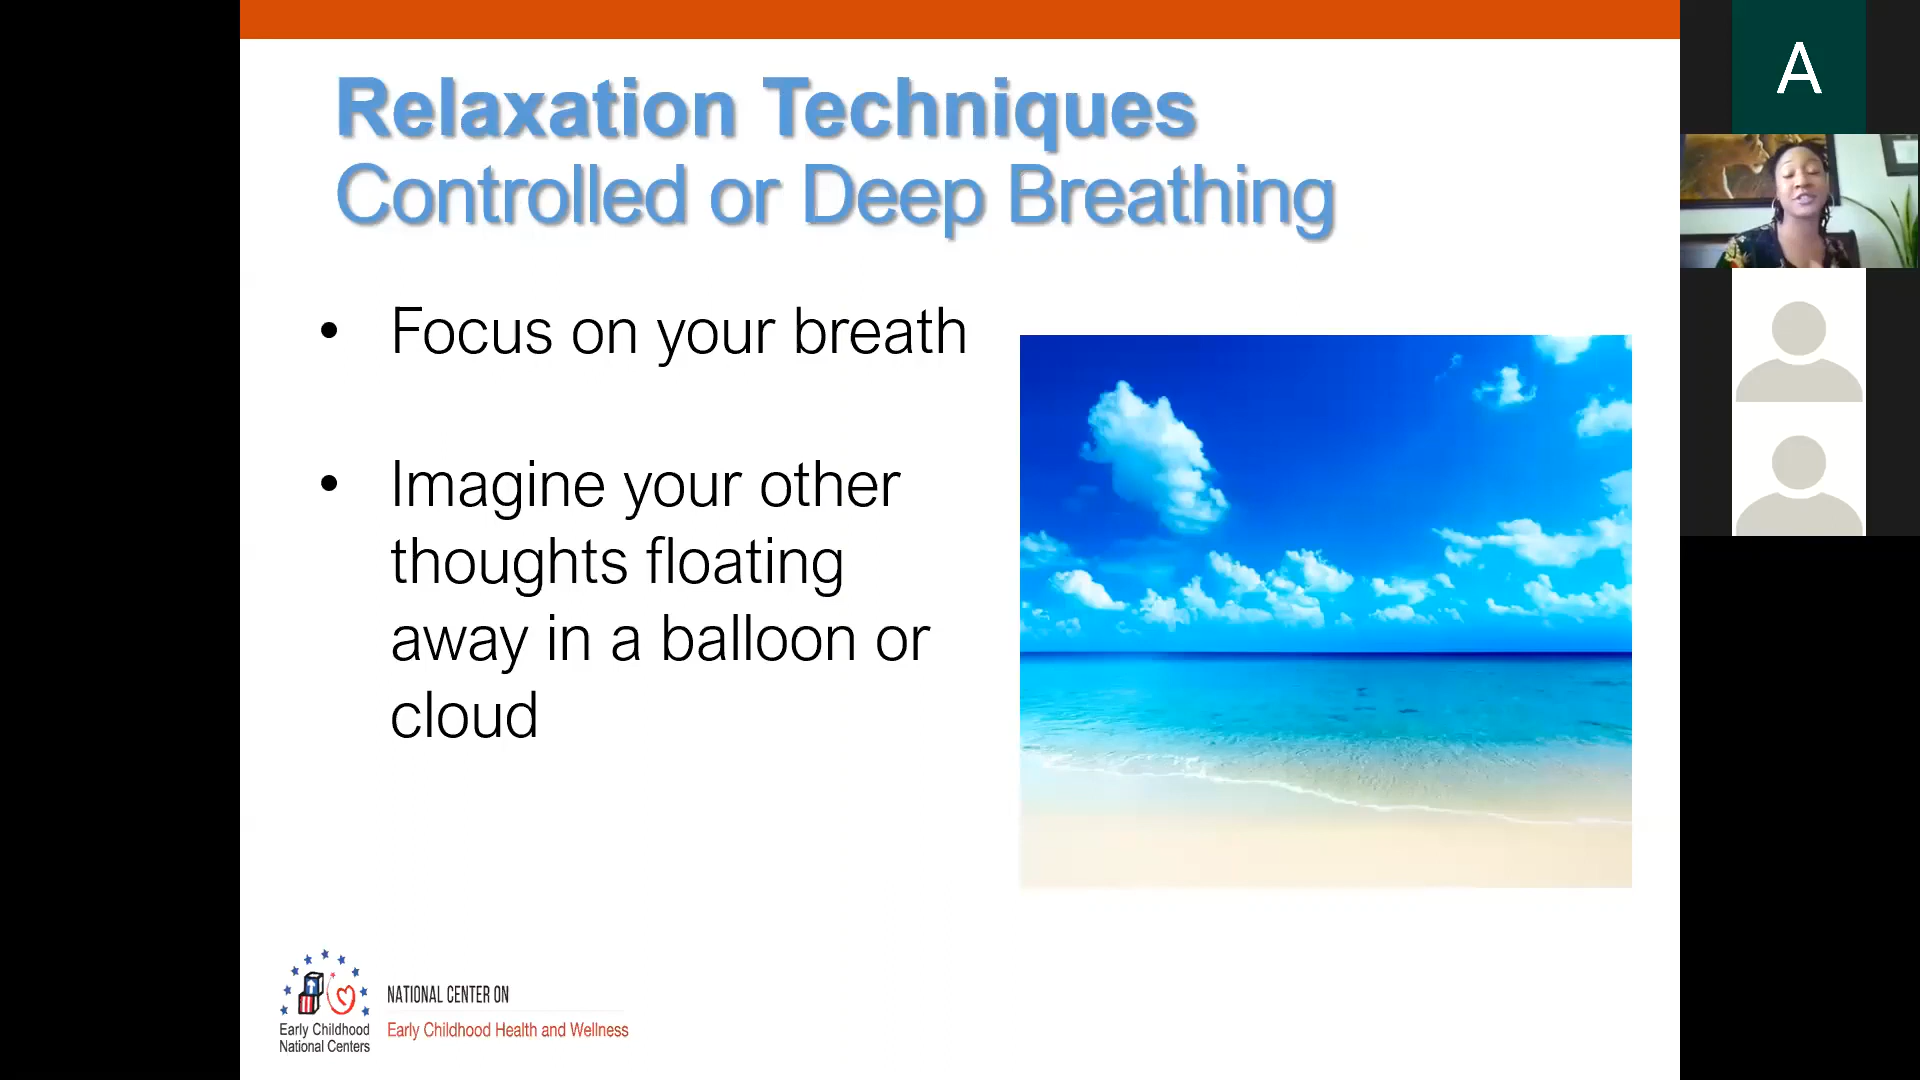 Relaxation Techniques
Controlled or Deep Breathing
• Focus on your breath
• Imagine your other
thoughts floating
away in a balloon or
cloud
Early Childhood
National Centers
NATIONAL CENTER ON
Early Childhood Health and Wellness
A